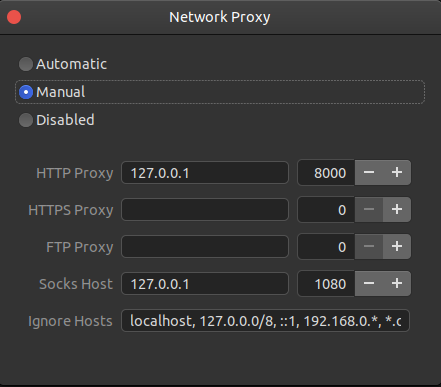 Network Proxy
Automatic
Manual
Disabled
HTTP Proxy 127.0.0.1 8000 − +
HTTPS Proxy 0 − +
FTP Proxy 0 − +
Socks Host 127.0.0.1 1080 − +
Ignore Hosts localhost, 127.0.0.0/8, ::1, 192.168.0.*, *.c